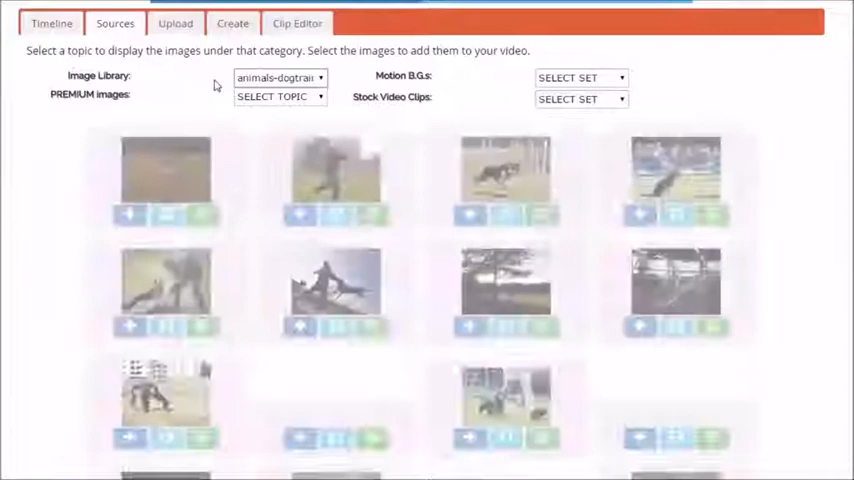 Timeline Sources Upload Create Clip Editor
Select a topic to display the images under that category. Select the images to add them to your video.
Image Library: animals-dogtrai Motion B.G.s: SELECT SET
PREMIUM images: SELECT TOPIC Stock Video Clips: SELECT SET